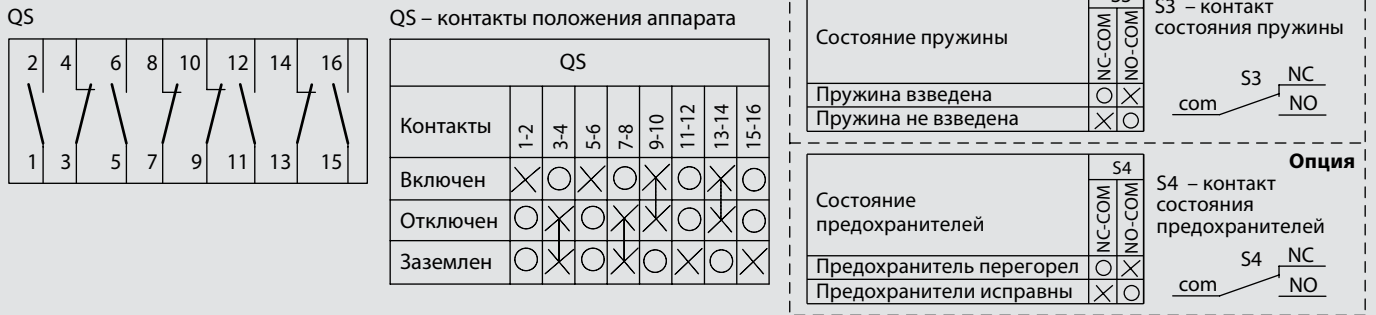 QS
2 4 6 8 10 12 14 16
1 3 5 7 9 11 13 15
QS – контакты положения аппарата
QS
Контакты 1-2 3-4 5-6 7-8 9-10 11-12 13-14 15-16
Включен
Отключен
Заземлен
Состояние пружины NC-COM NO-COM
Пружина взведена
Пружина не взведена
S3 – контакт
состояния пружины
S3 NC
com NO
Опция
S4
Состояние
предохранителей NC-COM NO-COM
Предохранитель перегорел
Предохранители исправны
S4 – контакт
состояния
предохранителей
S4 NC
com NO